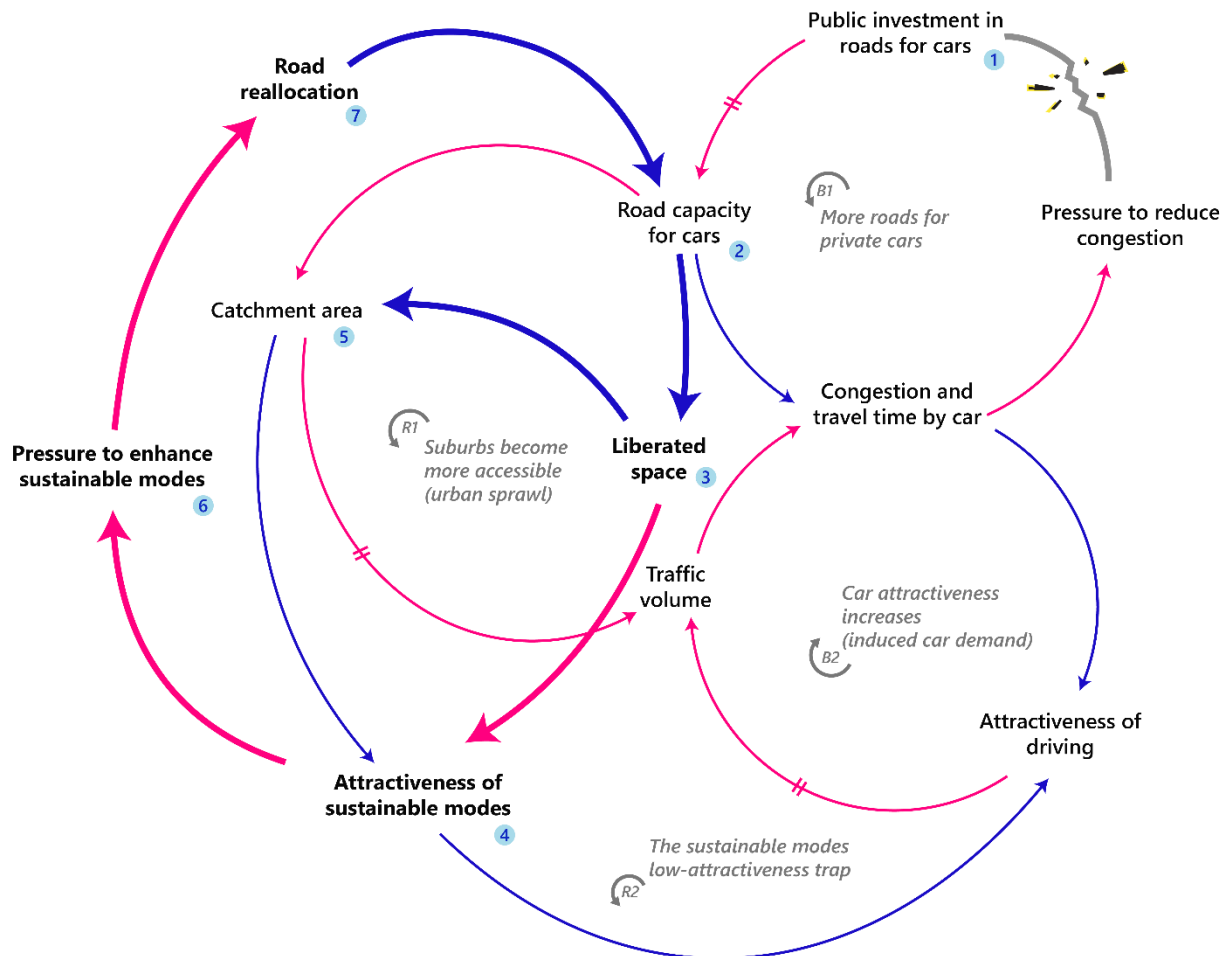 Public investment in
roads for cars
1
Road
reallocation
7
Road capacity
for cars
2
B1
More roads for
private cars
Pressure to reduce
congestion
Catchment area
5
Congestion and
travel time by car
R1
Suburbs become
more accessible
(urban sprawl)
Liberated
space
3
Pressure to enhance
sustainable modes
6
Traffic
volume
Car attractiveness
increases
(induced car demand)
B2
Attractiveness of
driving
Attractiveness of
sustainable modes
4
The sustainable modes
low-attractiveness trap
R2